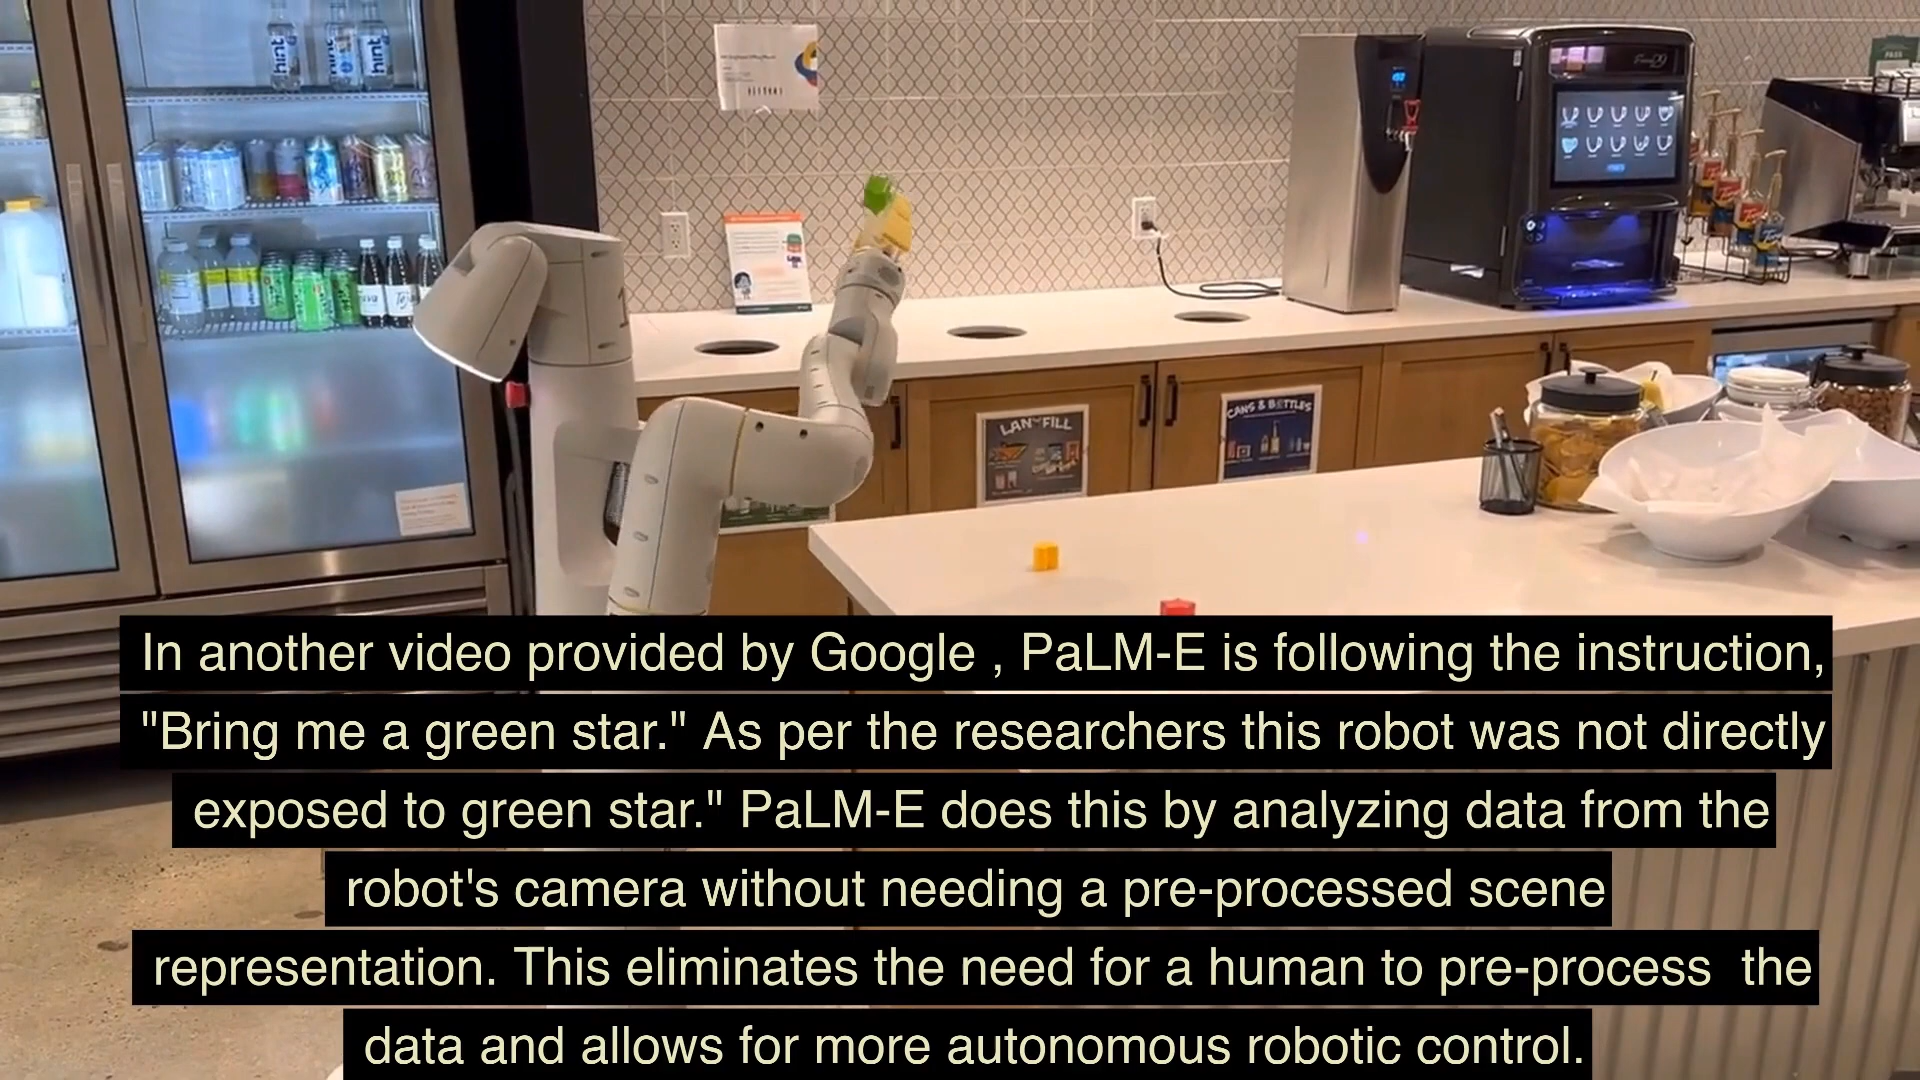 hint
hint
hint
LANDFILL
CANS & BOTTLES
In another video provided by Google , PaLM-E is following the instruction,
"Bring me a green star." As per the researchers this robot was not directly
exposed to green star." PaLM-E does this by analyzing data from the
robot's camera without needing a pre-processed scene
representation. This eliminates the need for a human to pre-process  the
data and allows for more autonomous robotic control.